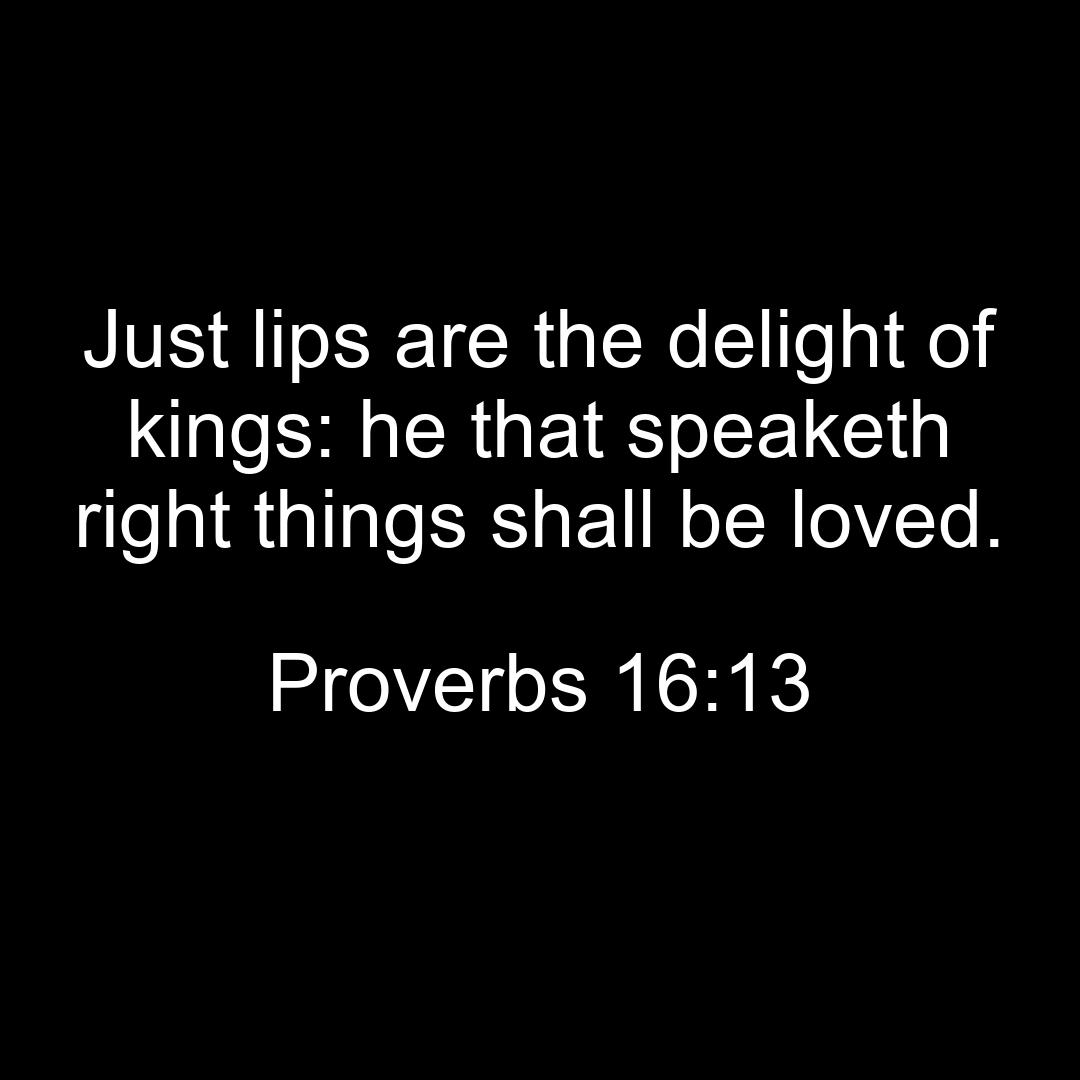 Just lips are the delight of
kings: he that speaketh
right things shall be loved.
Proverbs 16:13